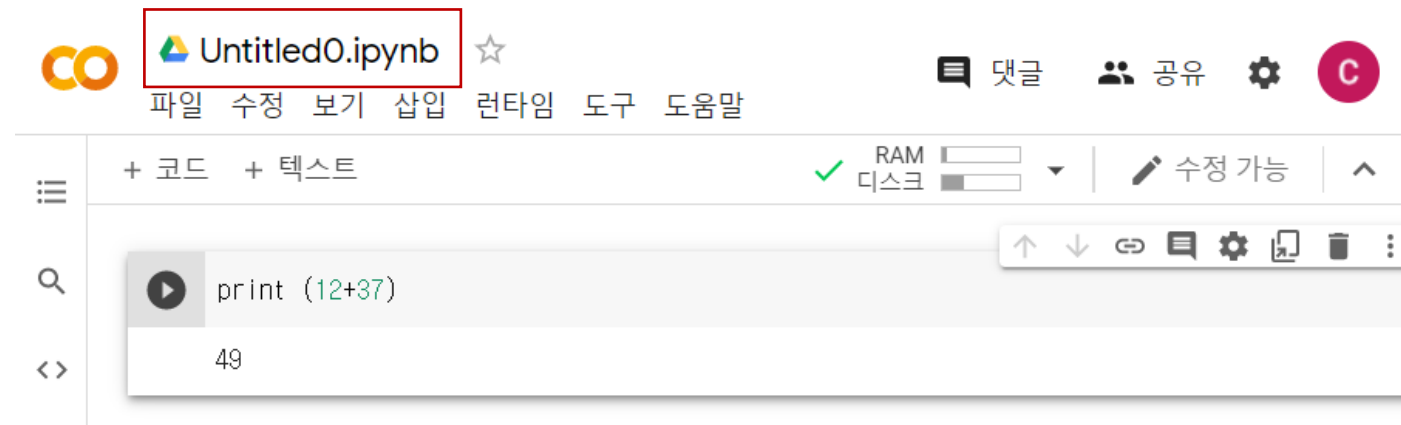 CO Untitled0.ipynb
댓글 공유 C
파일 수정 보기 삽입 런타임 도구 도움말
+ 코드 + 텍스트
RAM
디스크
수정 가능
print (12+37)
49